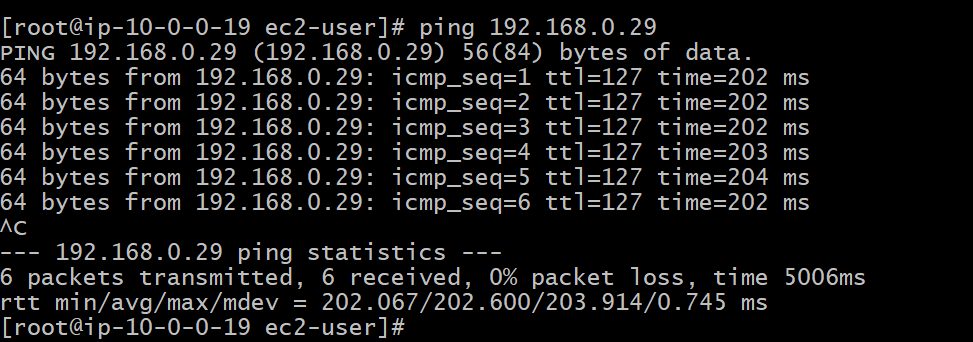 [root@ip-10-0-0-19 ec2-user]# ping 192.168.0.29
PING 192.168.0.29 (192.168.0.29) 56(84) bytes of data.
64 bytes from 192.168.0.29: icmp_seq=1 ttl=127 time=202 ms
64 bytes from 192.168.0.29: icmp_seq=2 ttl=127 time=202 ms
64 bytes from 192.168.0.29: icmp_seq=3 ttl=127 time=202 ms
64 bytes from 192.168.0.29: icmp_seq=4 ttl=127 time=203 ms
64 bytes from 192.168.0.29: icmp_seq=5 ttl=127 time=204 ms
64 bytes from 192.168.0.29: icmp_seq=6 ttl=127 time=202 ms
^C
--- 192.168.0.29 ping statistics ---
6 packets transmitted, 6 received, 0% packet loss, time 5006ms
rtt min/avg/max/mdev = 202.067/202.600/203.914/0.745 ms
[root@ip-10-0-0-19 ec2-user]#